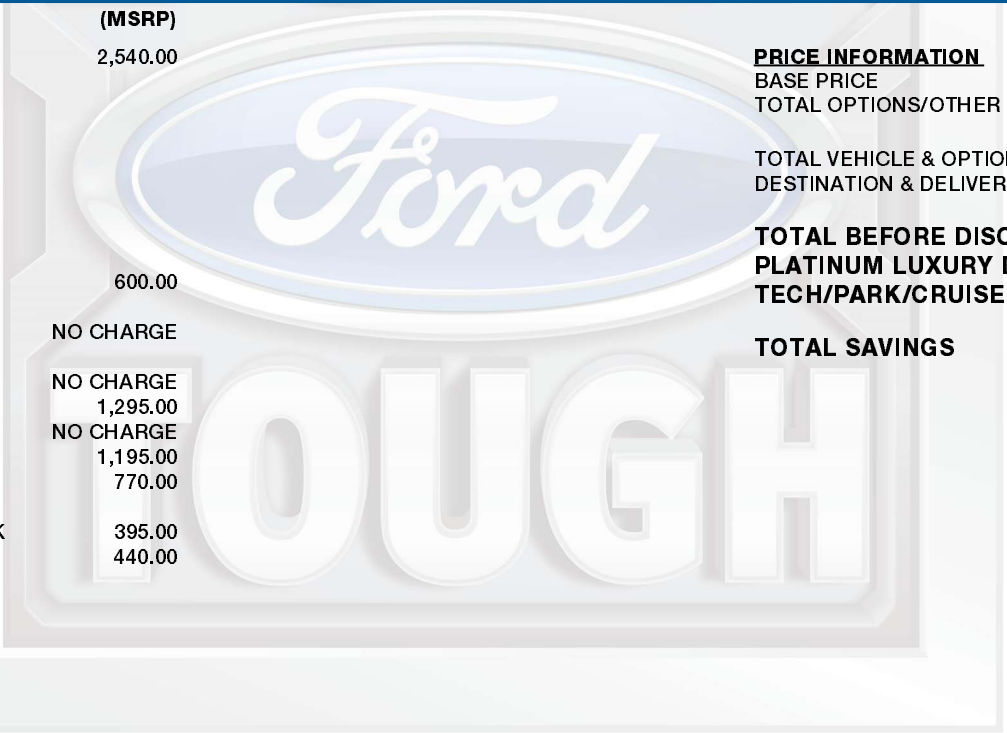 (MSRP)
2,540.00
600.00
NO CHARGE
NO CHARGE
1,295.00
NO CHARGE
1,195.00
770.00
K 395.00
440.00
Ford
TOUGH
PRICE INFORMATION
BASE PRICE
TOTAL OPTIONS/OTHER
TOTAL VEHICLE & OPTIO
DESTINATION & DELIVER
TOTAL BEFORE DISC
PLATINUM LUXURY
TECH/PARK/CRUISE
TOTAL SAVINGS